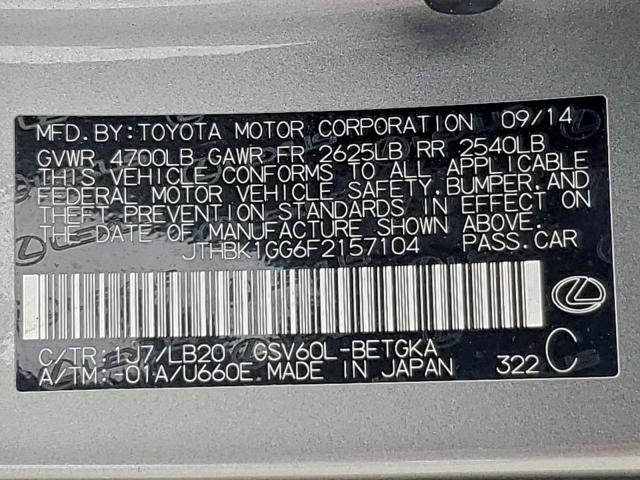 MFD. BY: TOYOTA MOTOR CORPORATION 09/14
GVWR 4700LB GAWR FR 2625LB RR 2540LB
THIS VEHICLE CONFORMS TO ALL APPLICABLE
FEDERAL MOTOR VEHICLE SAFETY, BUMPER, AND
THEFT PREVENTION STANDARDS IN EFFECT ON
THE DATE OF MANUFACTURE SHOWN ABOVE.
JTHBK1GG6F2157104 PASS.CAR
C/TR: 1J7/LB20 GSV60L-BETGKA
A/TM: -01A/U660E MADE IN JAPAN 322 C